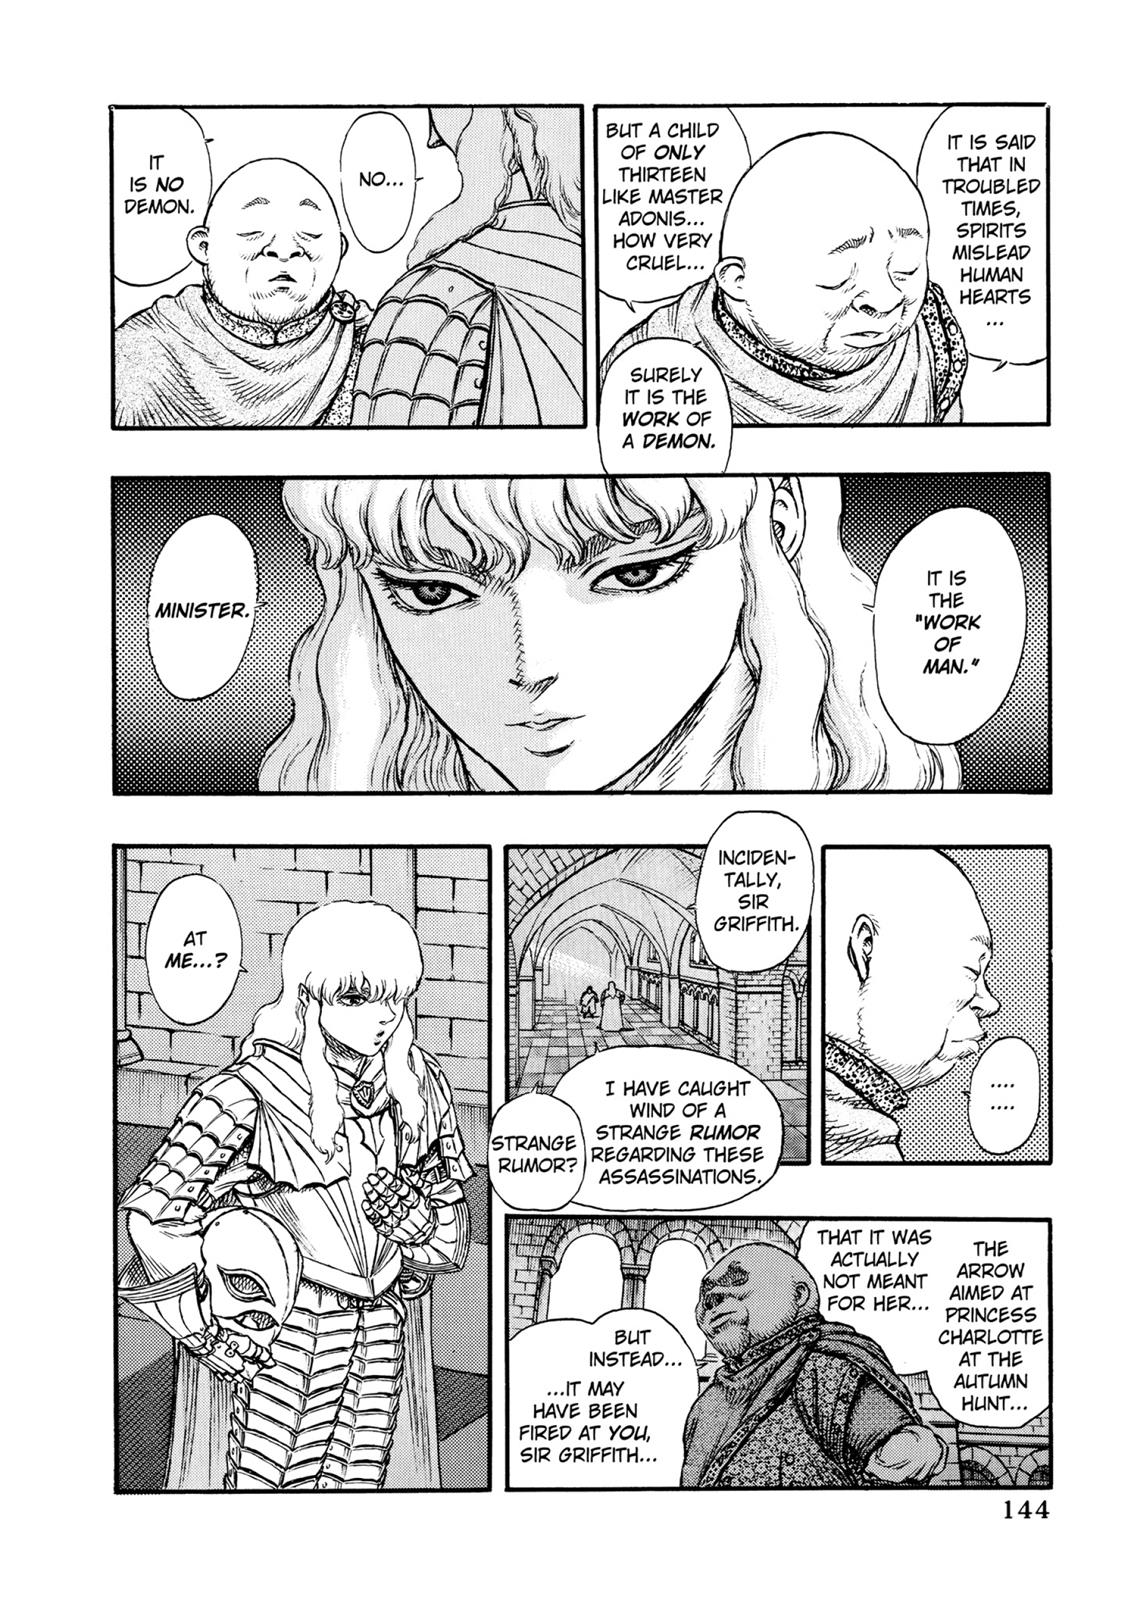 IT IS SAID
THAT IN
TROUBLED
TIMES,
SPIRITS
MISLEAD
HUMAN
HEARTS
...
BUT A CHILD
OF ONLY
THIRTEEN
LIKE MASTER
ADONIS...
HOW VERY
CRUEL...
SURELY
IT IS THE
WORK OF
A DEMON.
NO...
IT
IS NO
DEMON.
IT IS
THE
"WORK
OF
MAN."
MINISTER.
....
....
INCIDEN-
TALLY,
SIR
GRIFFITH.
I HAVE CAUGHT
WIND OF A
STRANGE RUMOR
REGARDING THESE
ASSASSINATIONS.
STRANGE
RUMOR?
THE
ARROW
AIMED AT
PRINCESS
CHARLOTTE
AT THE
AUTUMN
HUNT...
THAT IT WAS
ACTUALLY
NOT MEANT
FOR HER...
BUT
INSTEAD...
...IT MAY
HAVE BEEN
FIRED AT YOU,
SIR GRIFFITH...
AT
ME...?
144